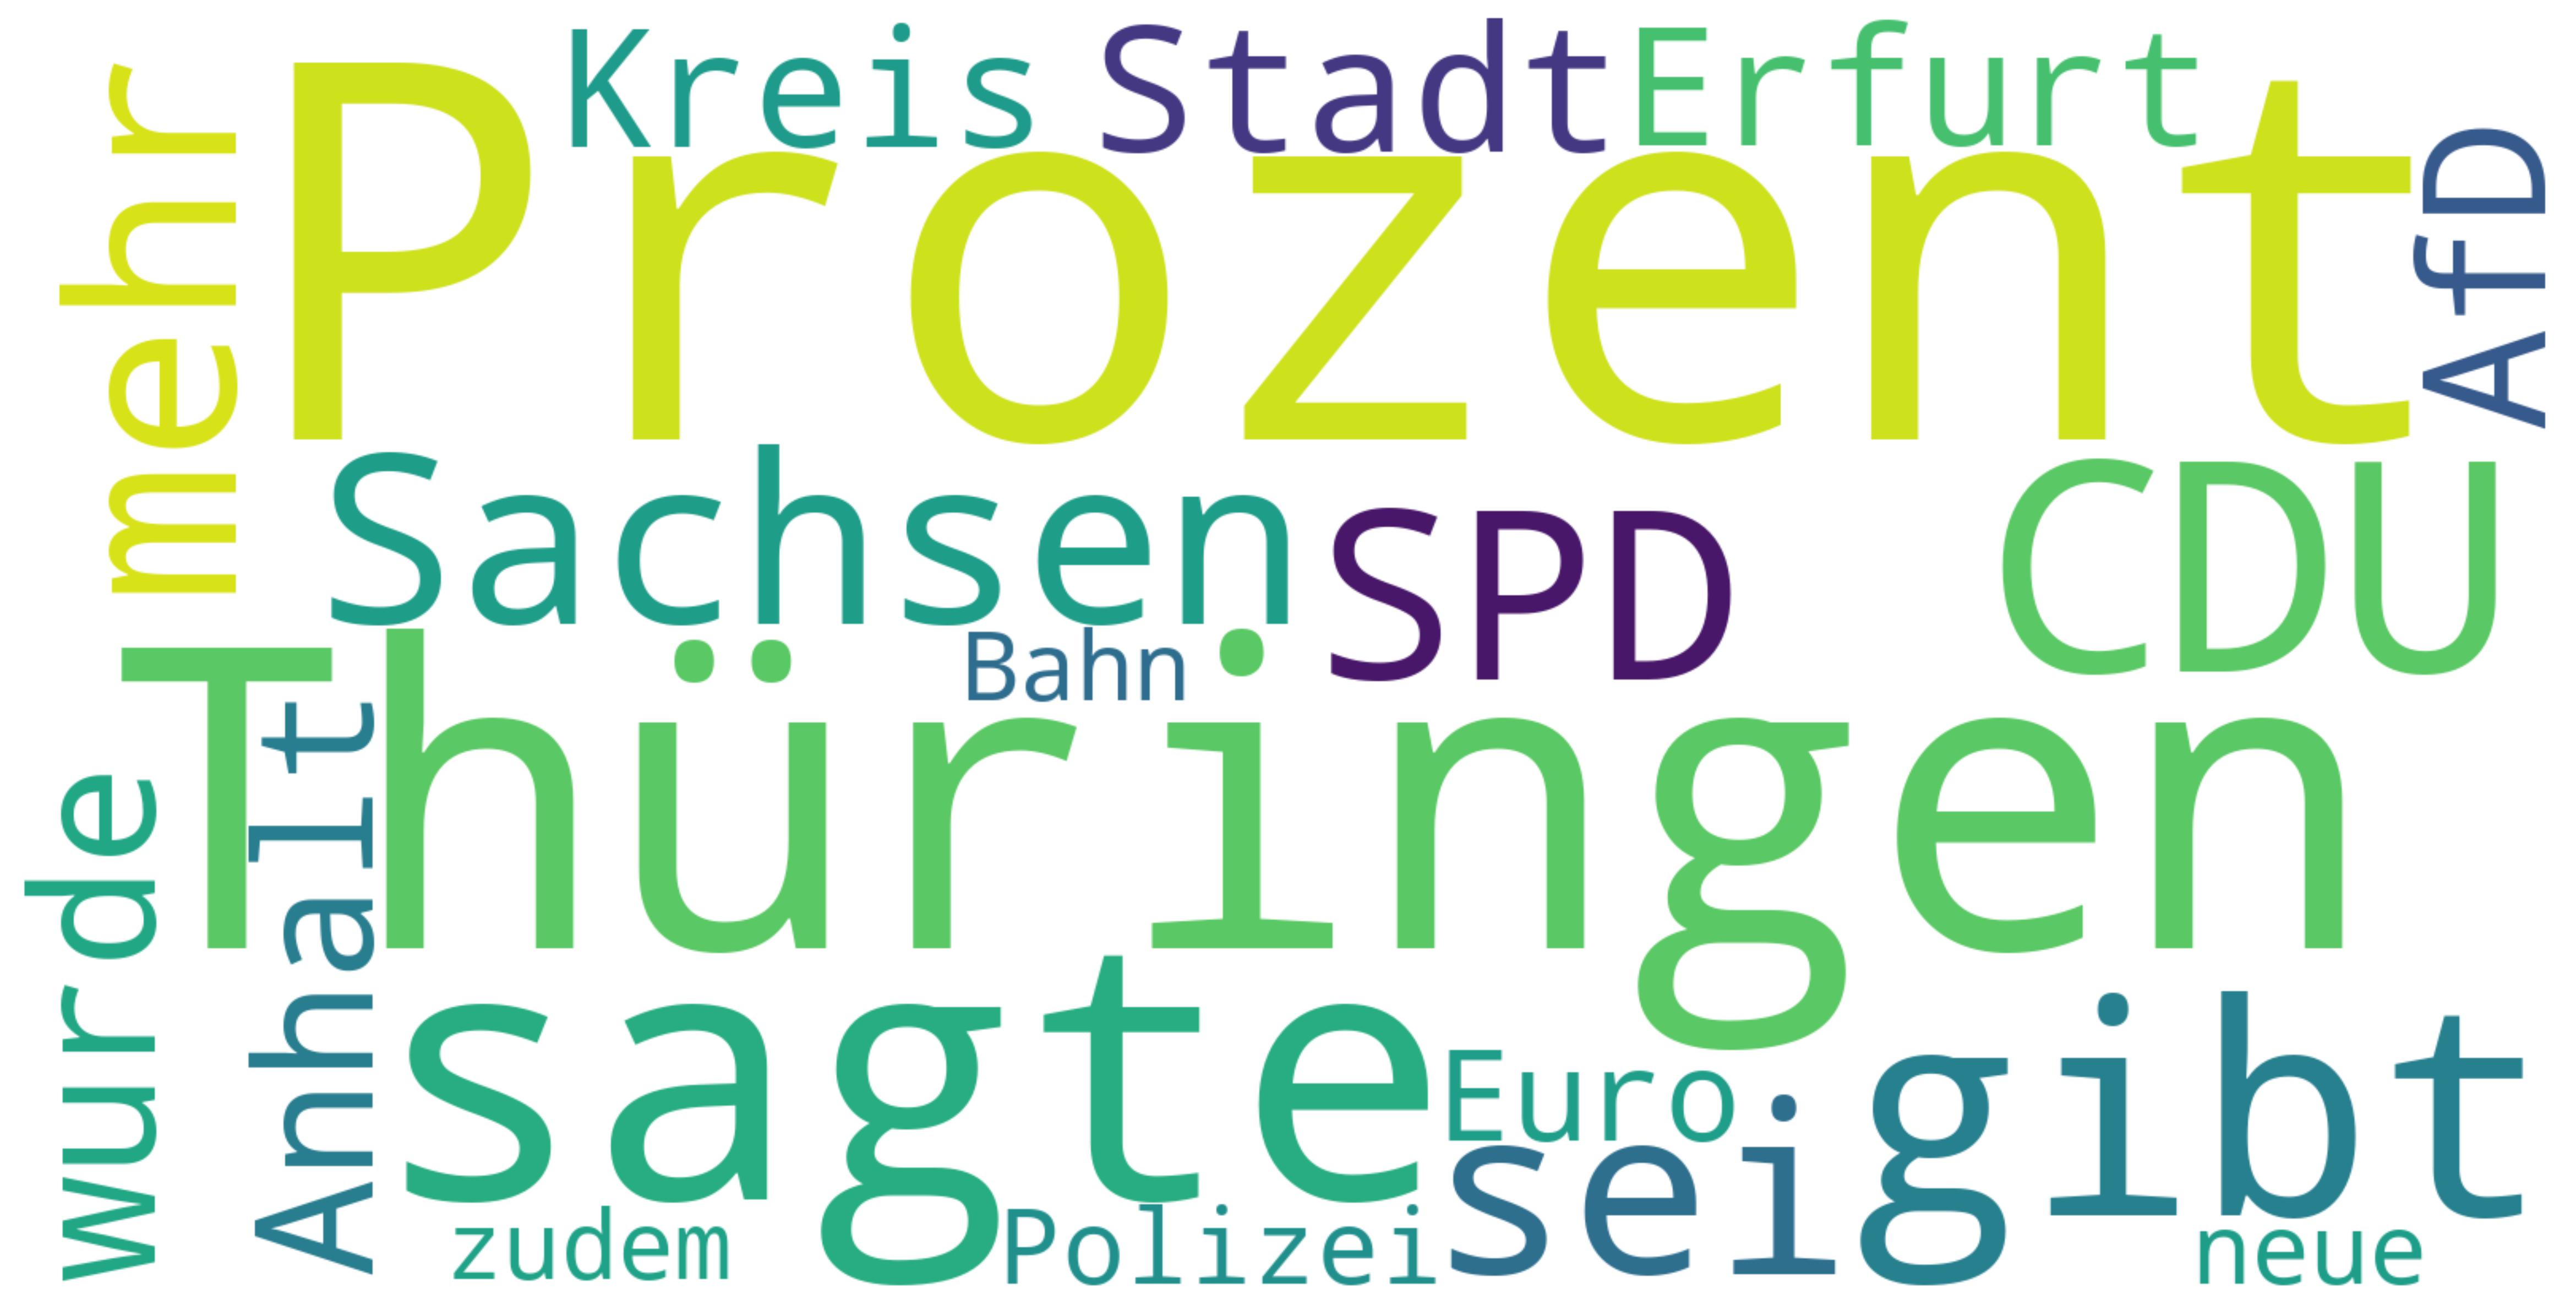 Kreis
Stadt
Erfurt
mehr
Prozent
AfD
Sachsen
SPD
CDU
Bahn
Thüringen
Anhalt
wurde
sagte
Euro
sei
gibt
zudem
Polizei
neue